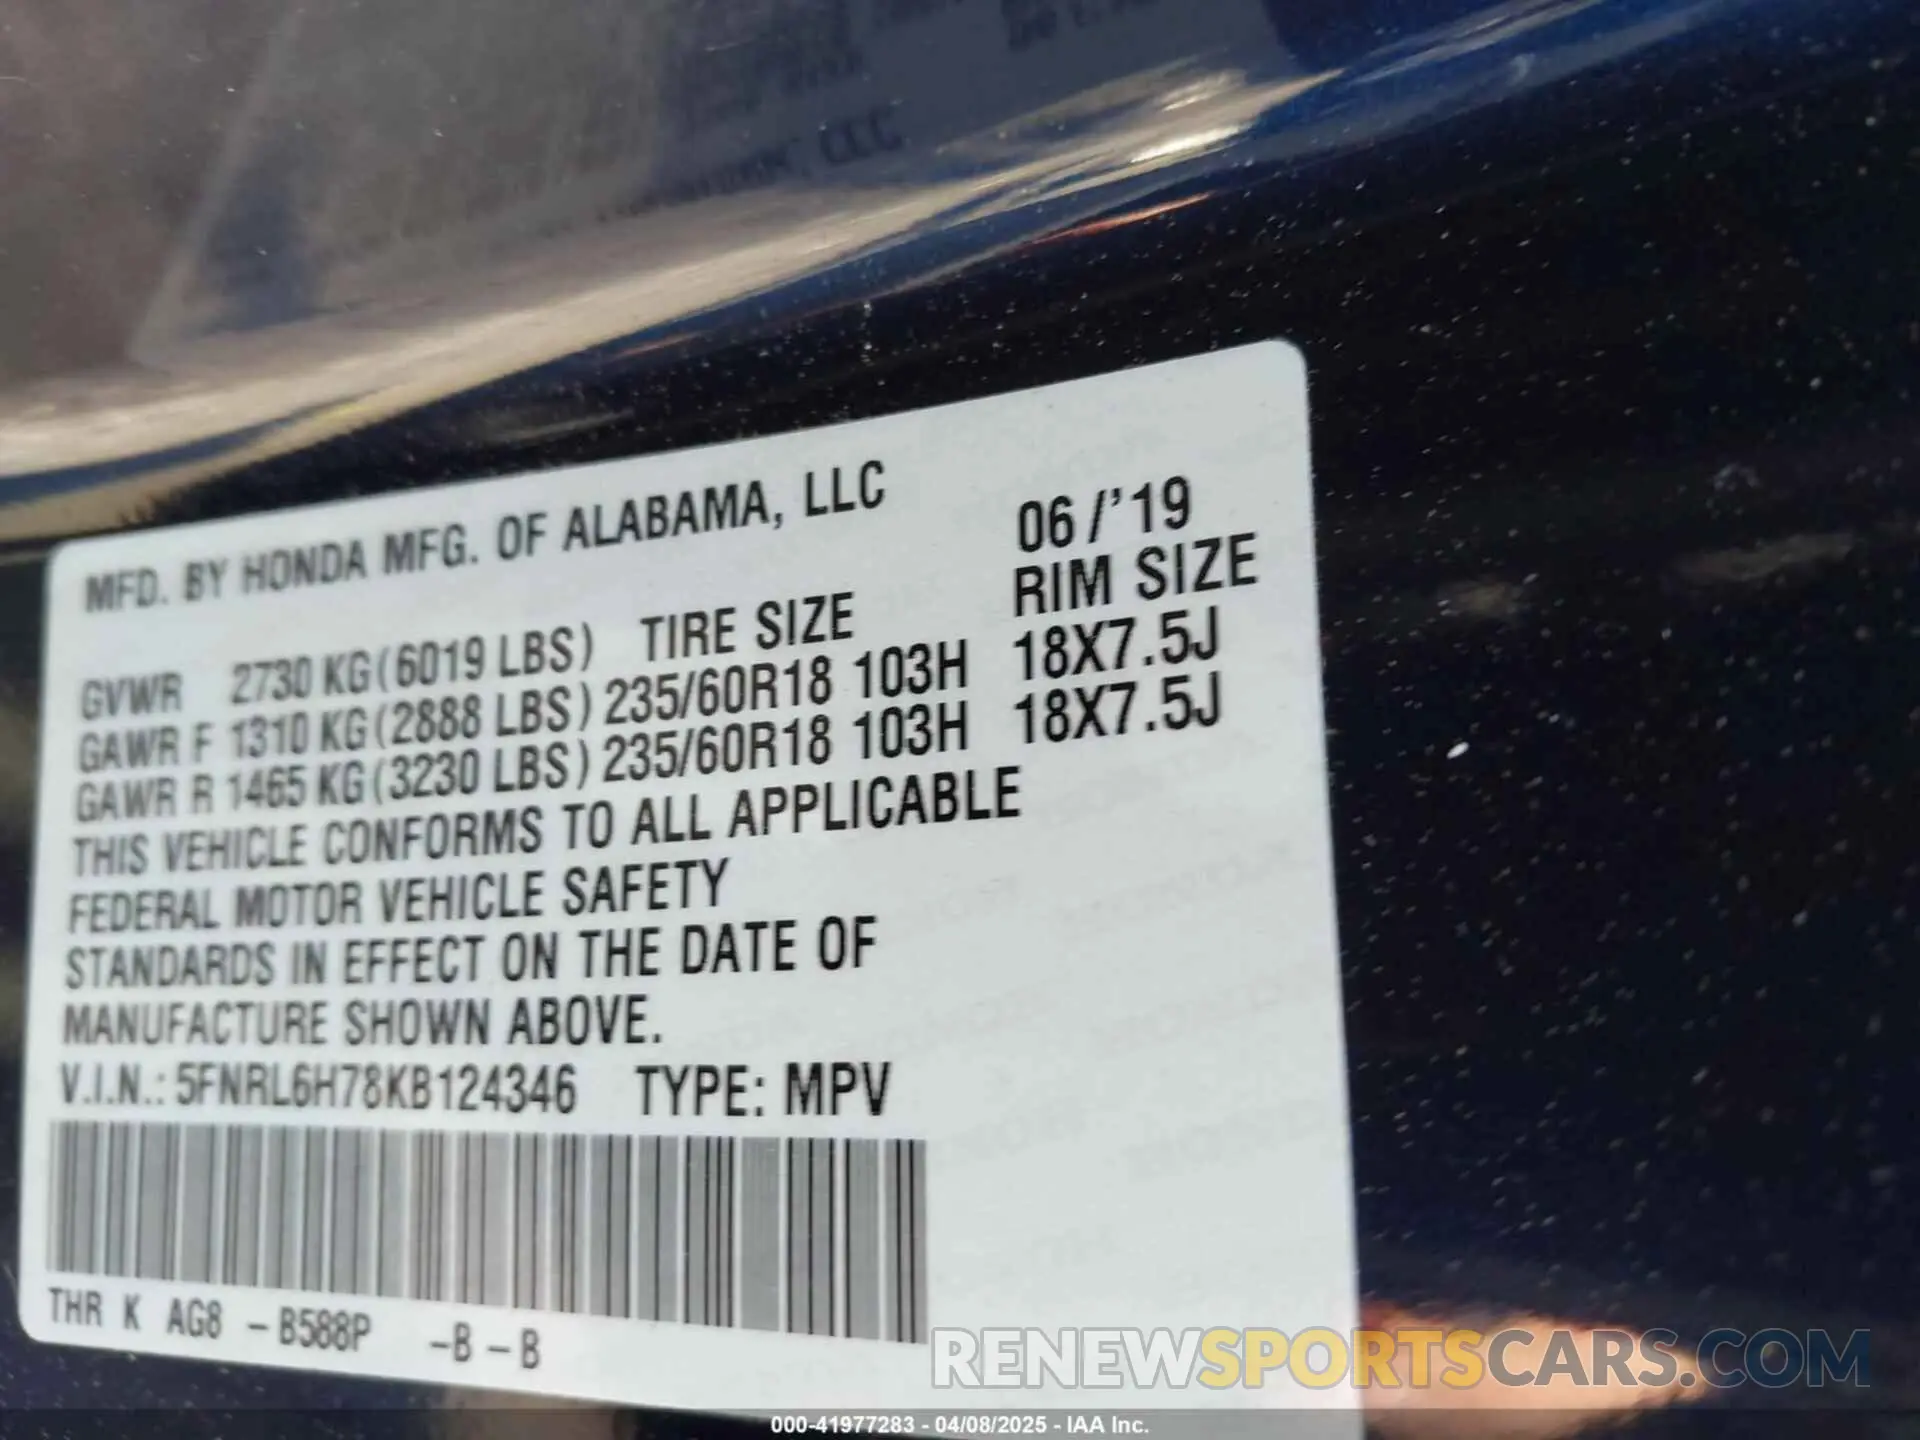 MFD. BY HONDA MFG. OF ALABAMA, LLC 06 /'19
GVWR 2730 KG (6019 LBS) TIRE SIZE RIM SIZE
GAWR F 1310 KG (2888 LBS) 235/60R18 103H 18X7.5J
GAWR R 1465 KG (3230 LBS) 235/60R18 103H 18X7.5J
THIS VEHICLE CONFORMS TO ALL APPLICABLE
FEDERAL MOTOR VEHICLE SAFETY
STANDARDS IN EFFECT ON THE DATE OF
MANUFACTURE SHOWN ABOVE.
V.I.N.: 5FNRL6H78KB124346 TYPE: MPV
THR K AG8 – B588P – B – B
RENEWSPORTSCARS.COM
000-41977283 - 04/08/2025 - IAA Inc.